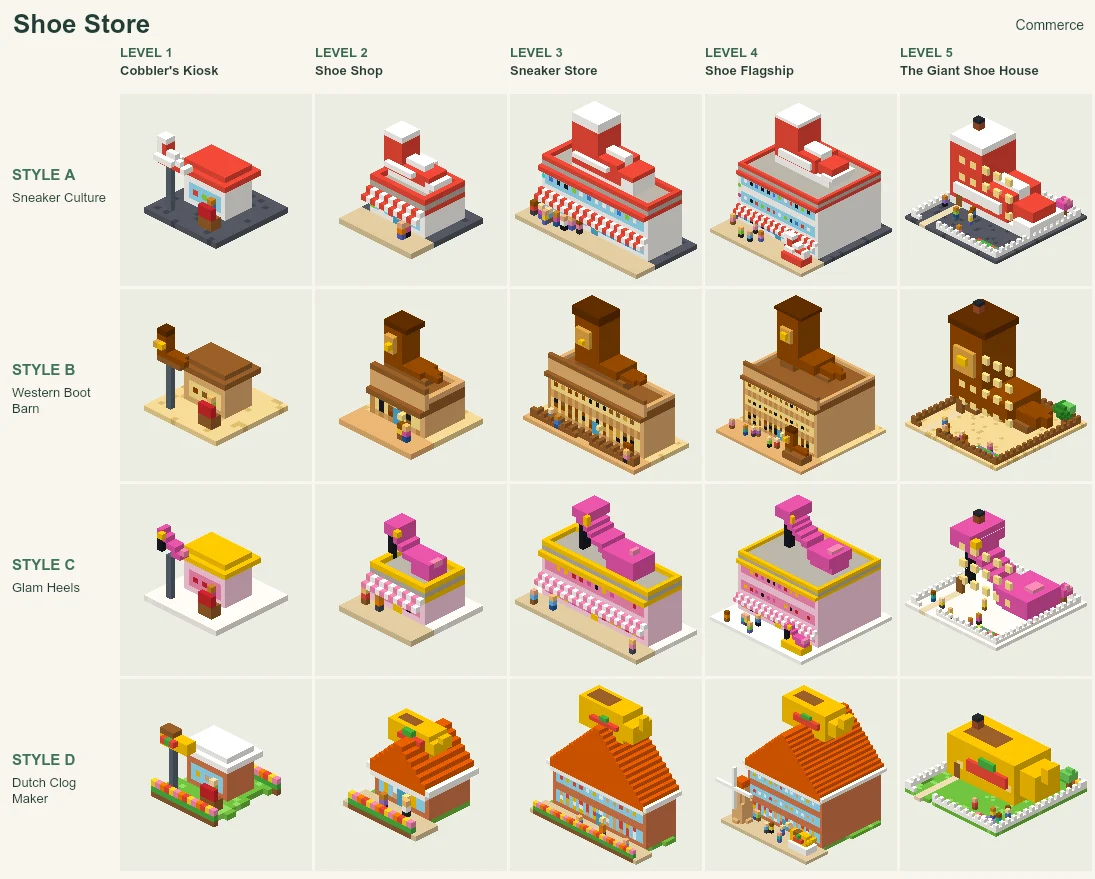 Shoe Store
Commerce
LEVEL 1
Cobbler's Kiosk
LEVEL 2
Shoe Shop
LEVEL 3
Sneaker Store
LEVEL 4
Shoe Flagship
LEVEL 5
The Giant Shoe House
STYLE A
Sneaker Culture
STYLE B
Western Boot
Barn
STYLE C
Glam Heels
STYLE D
Dutch Clog
Maker